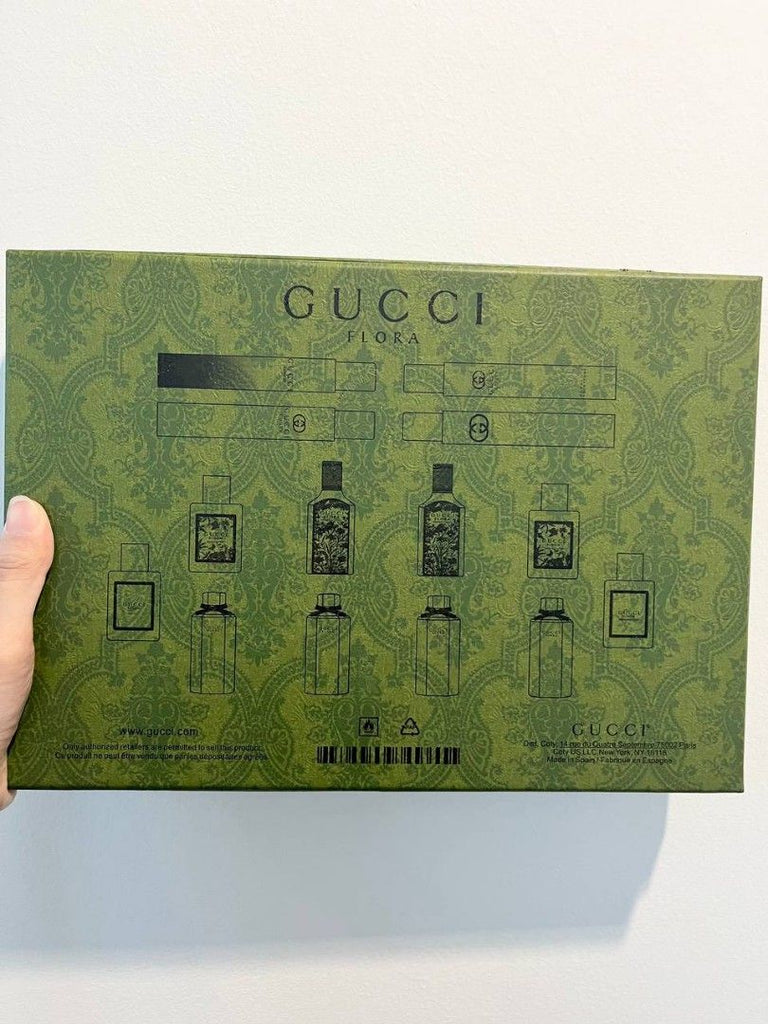 GUCCI
FLORA
GUCCI
GUCCI
www.gucci.com
Only authorized retailers are permitted to sell this product.
Ce produit ne peut être vendu que par les dépositaires agréés.
GUCCI
Dist. Coty, 14 rue du Quatre Septembre-75002 Paris
Coty US LLC, New York, NY
Made in Spain / Fabriqué en Espagne